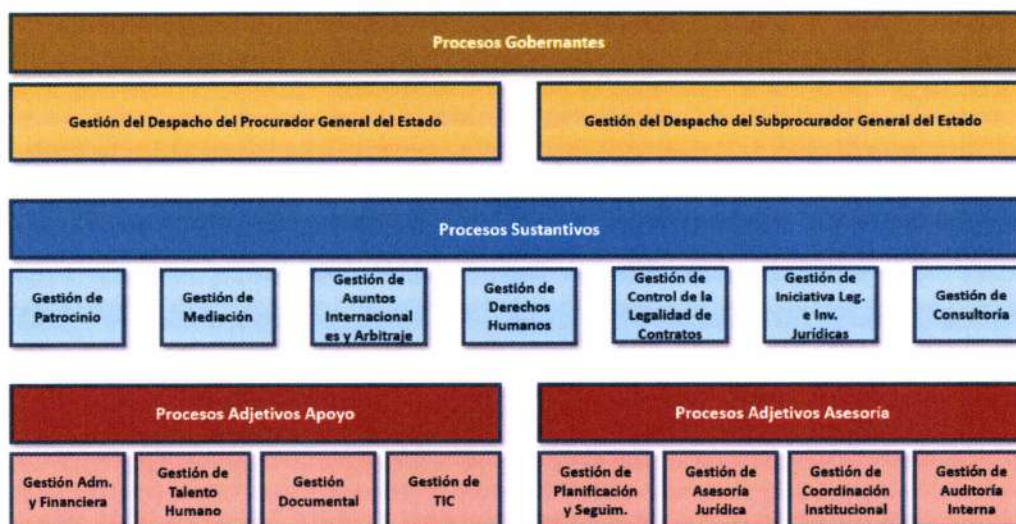 Procesos Gobernantes
Gestión del Despacho del Procurador General del Estado
Gestión del Despacho del Subprocurador General del Estado
Procesos Sustantivos
Gestión de
Patrocinio
Gestión de
Mediación
Gestión de
Asuntos
Internacional
es y Arbitraje
Gestión de
Derechos
Humanos
Gestión de
Control de la
Legalidad de
Contratos
Gestión de
Iniciativa Leg.
e Inv.
Jurídicas
Gestión de
Consultoría
Procesos Adjetivos Apoyo
Gestión Adm.
y Financiera
Gestión de
Talento
Humano
Gestión
Documental
Gestión de
TIC
Procesos Adjetivos Asesoría
Gestión de
Planificación
y Seguim.
Gestión de
Asesoría
Jurídica
Gestión de
Coordinación
Institucional
Gestión de
Auditoría
Interna